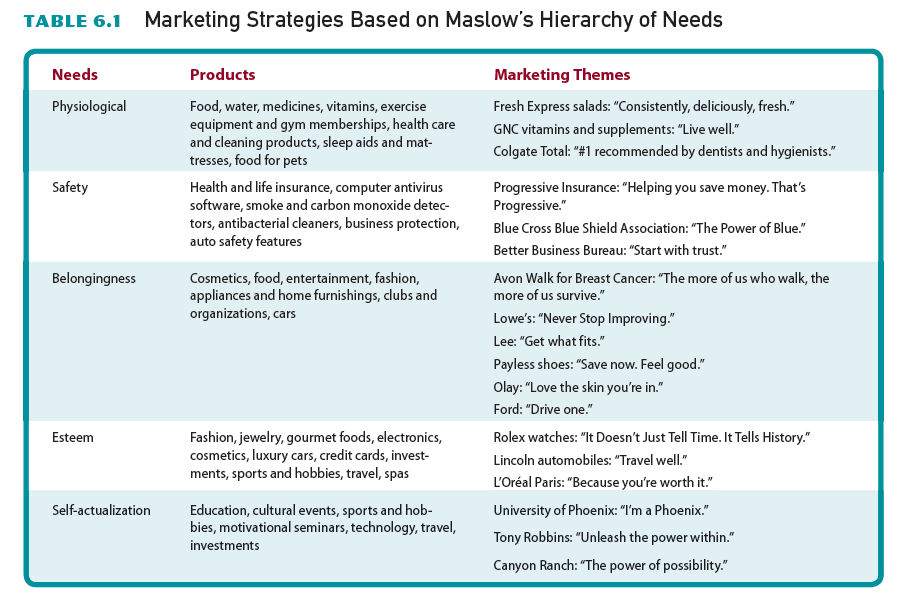 TABLE 6.1 Marketing Strategies Based on Maslow's Hierarchy of Needs
Needs Products Marketing Themes
Physiological
Food, water, medicines, vitamins, exercise
equipment and gym memberships, health care
and cleaning products, sleep aids and mat-
tresses, food for pets
Fresh Express salads: “Consistently, deliciously, fresh.”
GNC vitamins and supplements: “Live well.”
Colgate Total: “#1 recommended by dentists and hygienists.”
Safety
Health and life insurance, computer antivirus
software, smoke and carbon monoxide detec-
tors, antibacterial cleaners, business protection,
auto safety features
Progressive Insurance: “Helping you save money. That’s
Progressive.”
Blue Cross Blue Shield Association: “The Power of Blue.”
Better Business Bureau: “Start with trust.”
Belongingness
Cosmetics, food, entertainment, fashion,
appliances and home furnishings, clubs and
organizations, cars
Avon Walk for Breast Cancer: “The more of us who walk, the
more of us survive.”
Lowe’s: “Never Stop Improving.”
Lee: “Get what fits.”
Payless shoes: “Save now. Feel good.”
Olay: “Love the skin you’re in.”
Ford: “Drive one.”
Esteem
Fashion, jewelry, gourmet foods, electronics,
cosmetics, luxury cars, credit cards, invest-
ments, sports and hobbies, travel, spas
Rolex watches: “It Doesn’t Just Tell Time. It Tells History.”
Lincoln automobiles: “Travel well.”
L’Oréal Paris: “Because you’re worth it.”
Self-actualization
Education, cultural events, sports and hob-
bies, motivational seminars, technology, travel,
investments
University of Phoenix: “I’m a Phoenix.”
Tony Robbins: “Unleash the power within.”
Canyon Ranch: “The power of possibility.”